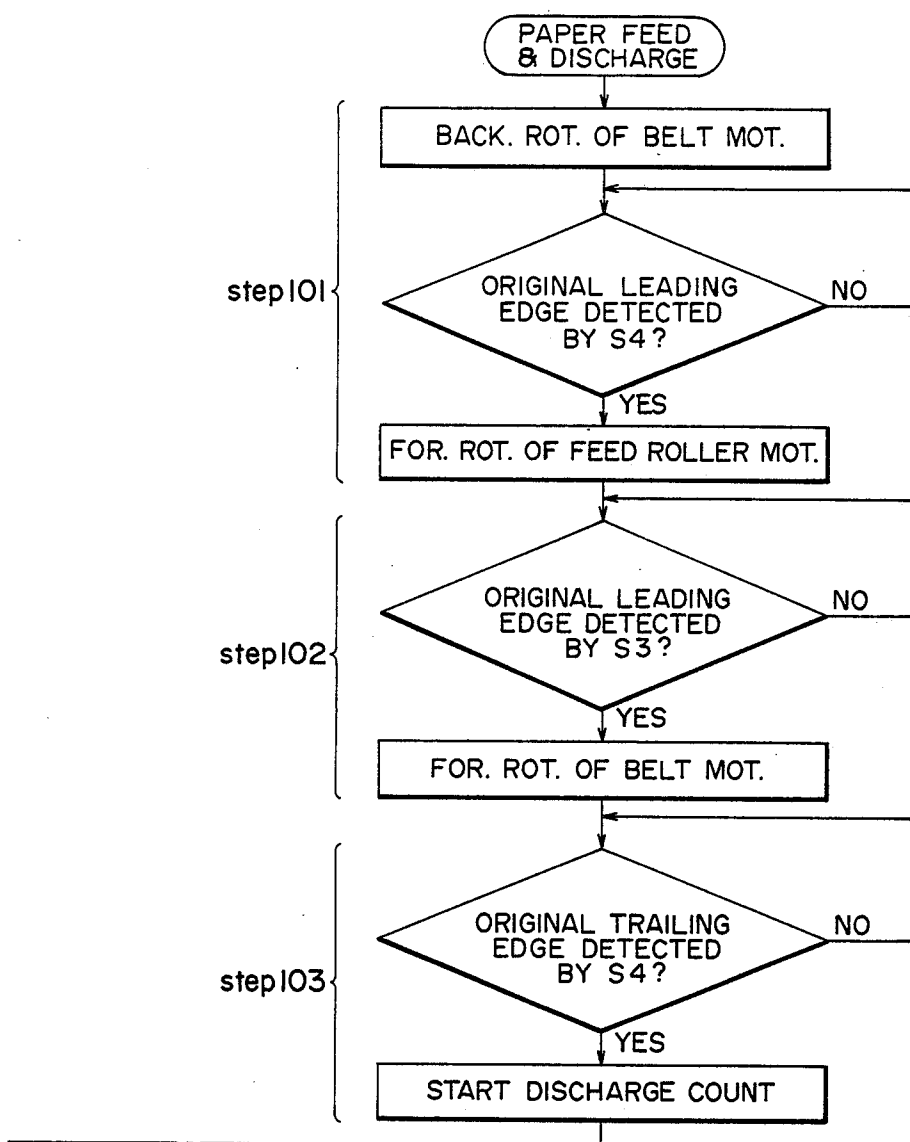 PAPER FEED
& DISCHARGE
BACK. ROT. OF BELT MOT.
step101
ORIGINAL LEADING
EDGE DETECTED
BY S4?
NO
YES
FOR. ROT. OF FEED ROLLER MOT.
step102
ORIGINAL LEADING
EDGE DETECTED
BY S3?
NO
YES
FOR. ROT. OF BELT MOT.
step103
ORIGINAL TRAILING
EDGE DETECTED
BY S4?
NO
YES
START DISCHARGE COUNT